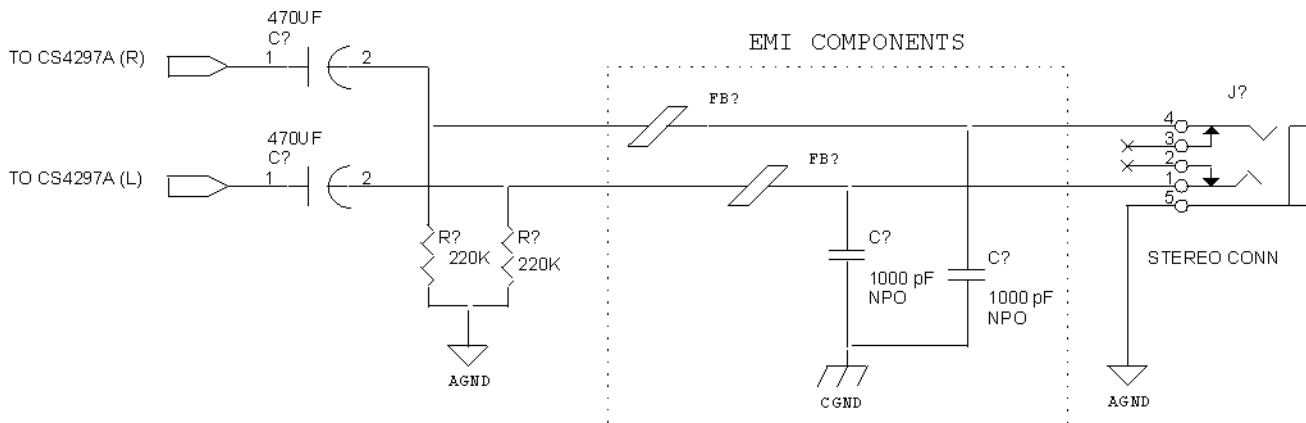 470UF
C?
TO CS4297A (R)
1
2
EMI COMPONENTS
FB?
J?
4
3
2
1
5
470UF
C?
TO CS4297A (L)
1
2
FB?
R?
220K
R?
220K
C?
1000 pF
NPO
C?
1000 pF
NPO
STEREO CONN
AGND
CGND
AGND